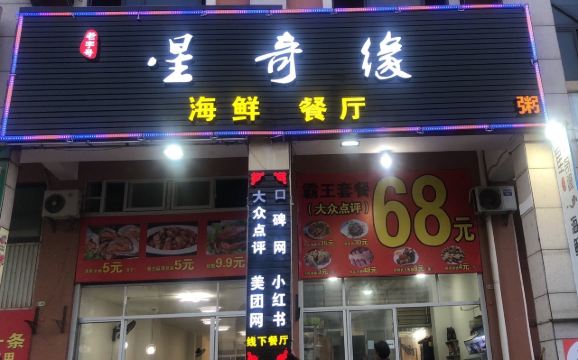 老字号
星奇缘
海鲜 餐厅
粥
口碑网 小红书
大众点评 美团网
线下餐厅
霸王套餐
(大众点评)
68元
5元
5元
9.9元